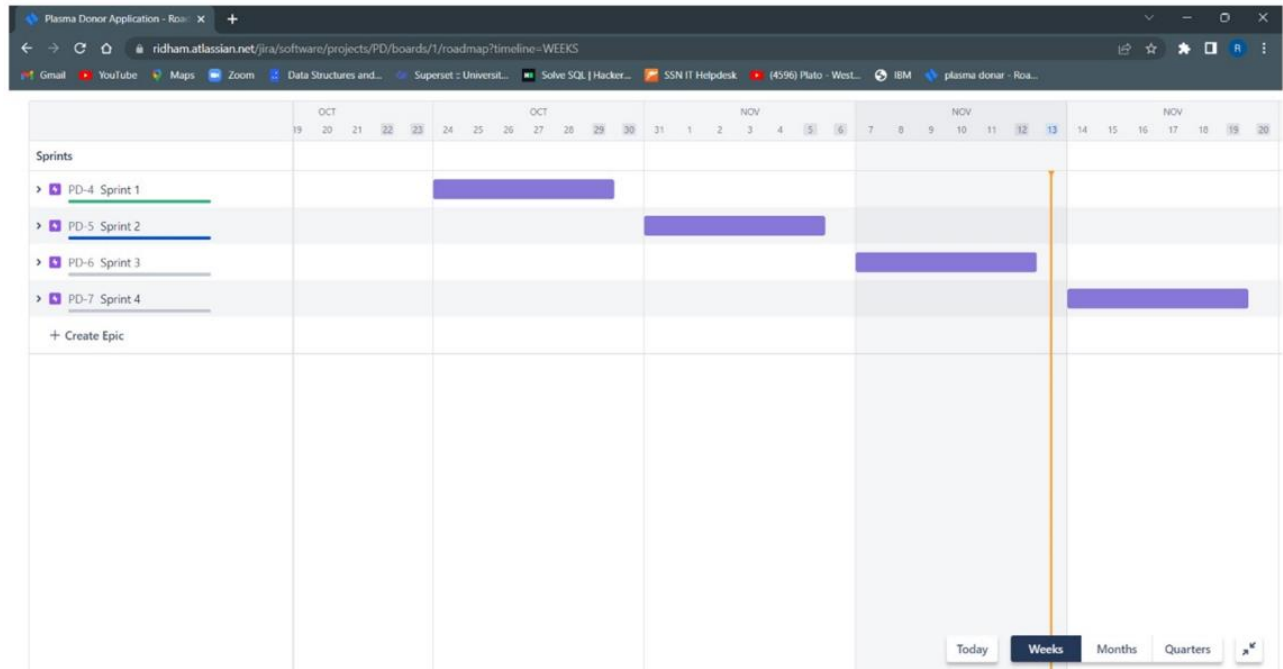 Plasma Donor Application - Roa
ridham.atlassian.net/jira/software/projects/PD/boards/1/roadmap?timeline=WEEKS
R
Gmail YouTube Maps Zoom Data Structures and... Superset :: Universit... Solve SQL | Hacker... SSN IT Helpdesk (4596) Plato - West... IBM plasma donar - Roa...
OCT OCT NOV NOV NOV
19 20 21 22 23 24 25 26 27 28 29 30 31 1 2 3 4 5 6 7 8 9 10 11 12 13 14 15 16 17 18 19 20
Sprints
PD-4 Sprint 1
PD-5 Sprint 2
PD-6 Sprint 3
PD-7 Sprint 4
+ Create Epic
Today Weeks Months Quarters